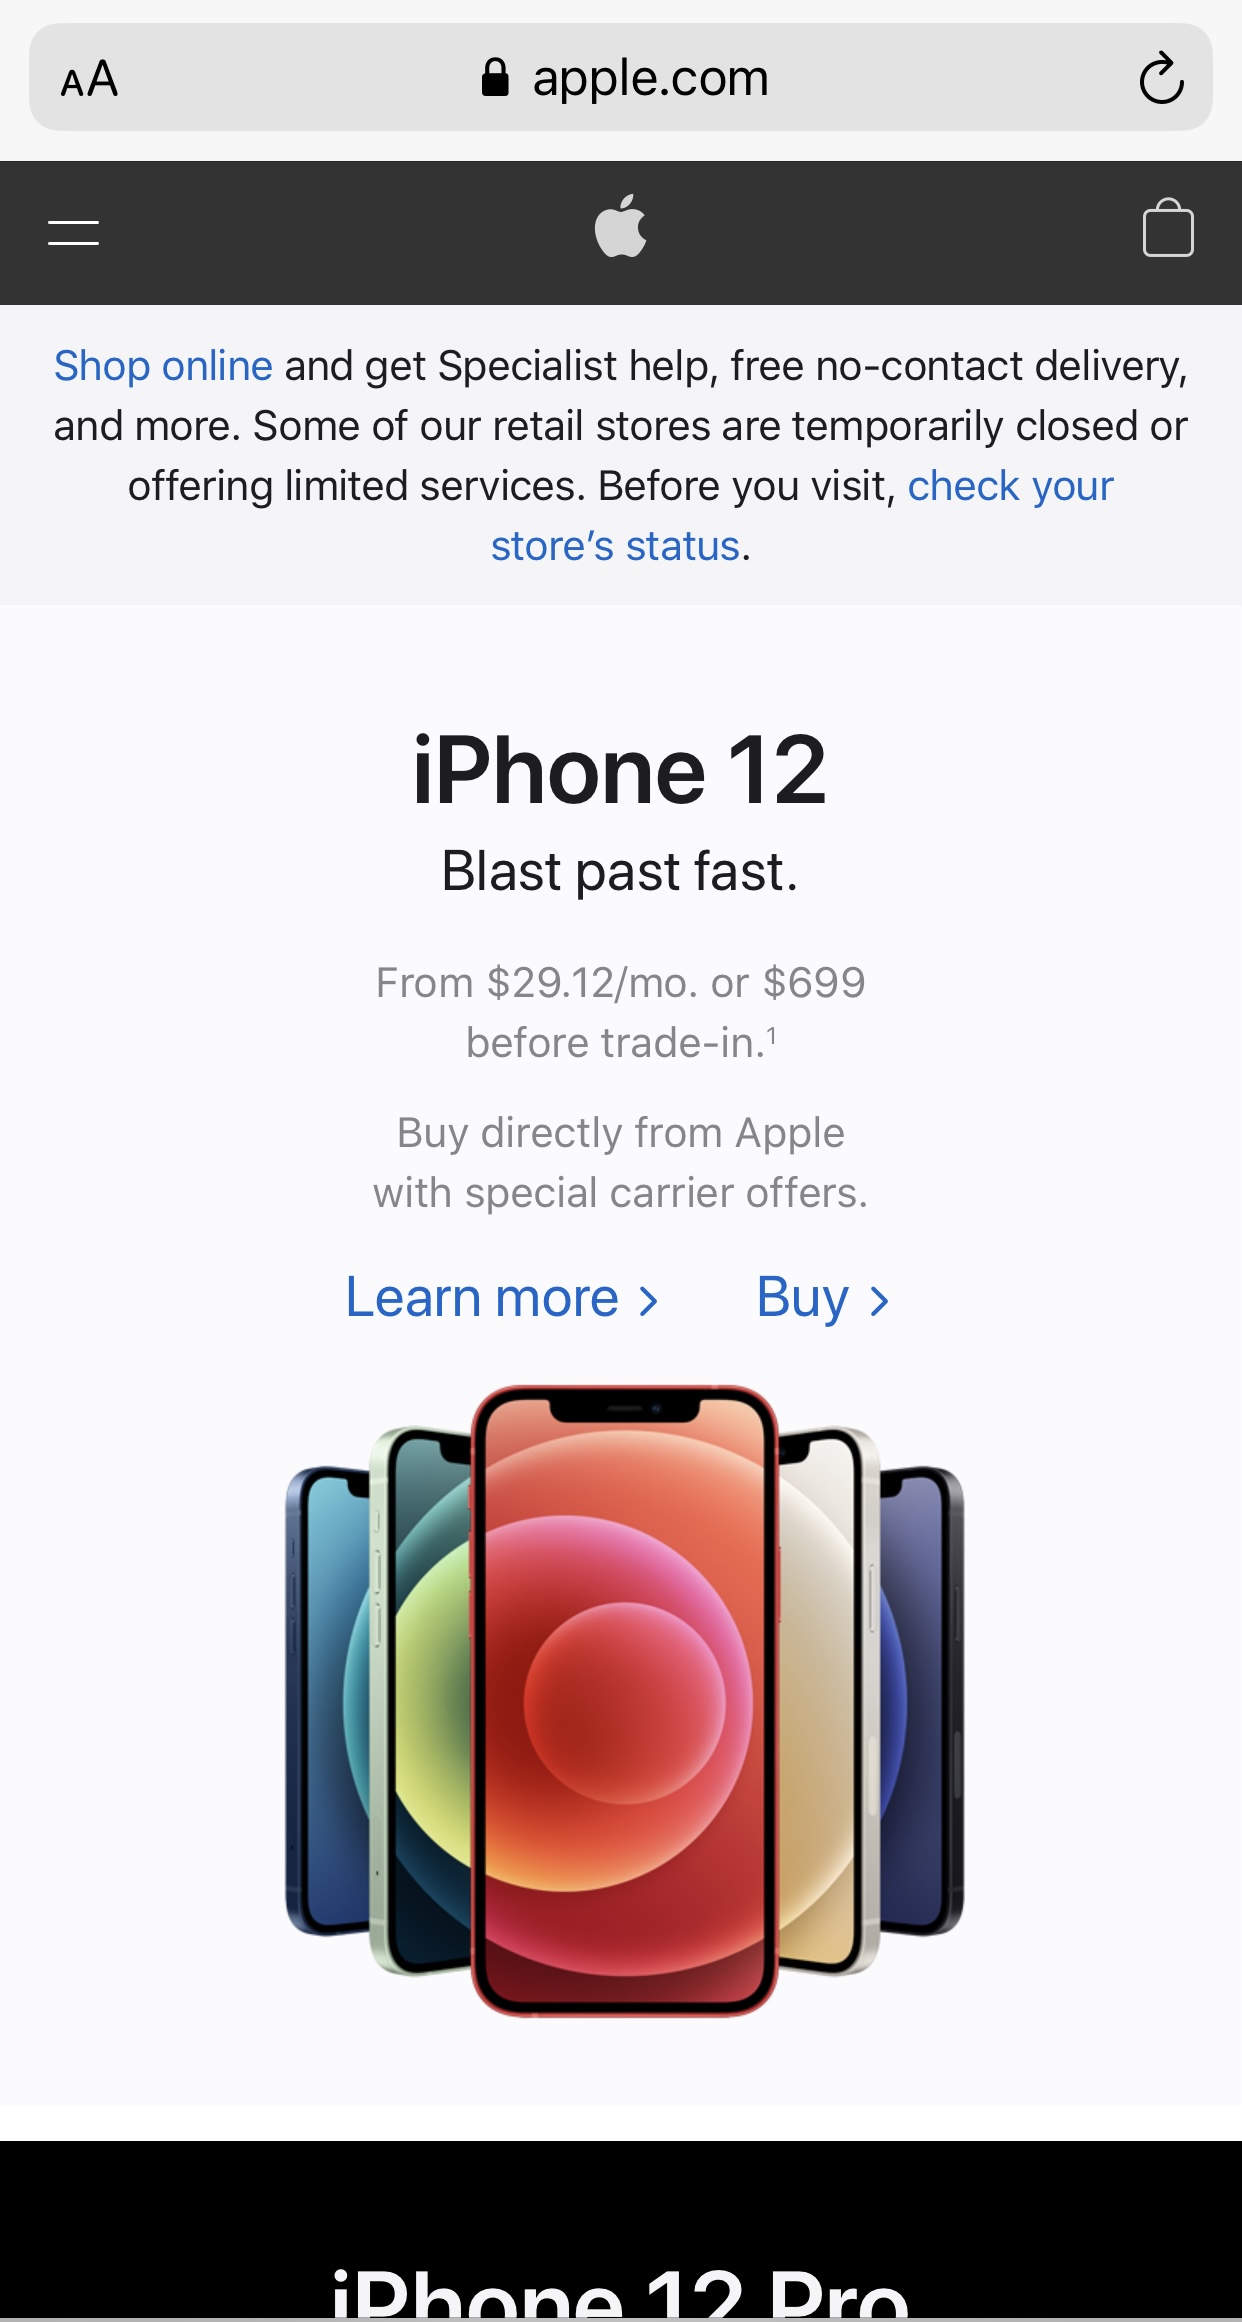 AA apple.com
Shop online and get Specialist help, free no-contact delivery,
and more. Some of our retail stores are temporarily closed or
offering limited services. Before you visit, check your
store’s status.
iPhone 12
Blast past fast.
From $29.12/mo. or $699
before trade-in.¹
Buy directly from Apple
with special carrier offers.
Learn more > Buy >
iPhone 12 Pro